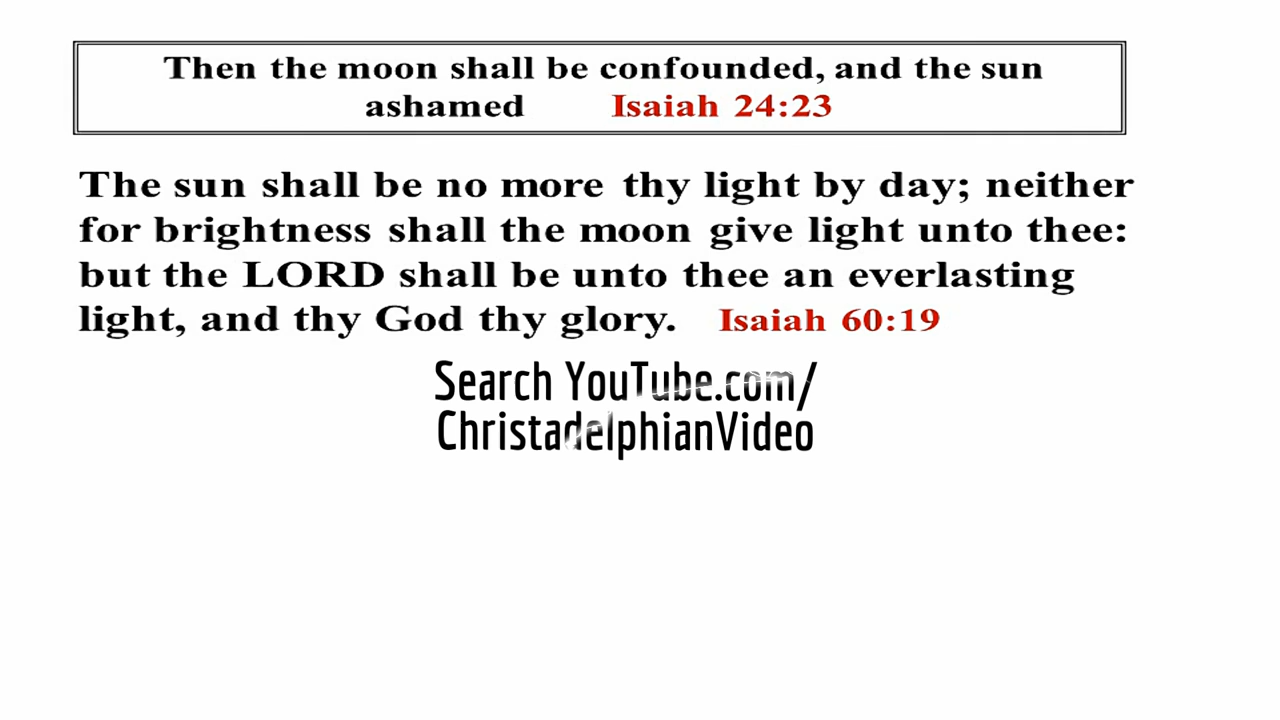 Then the moon shall be confounded, and the sun
ashamed Isaiah 24:23
The sun shall be no more thy light by day; neither
for brightness shall the moon give light unto thee:
but the LORD shall be unto thee an everlasting
light, and thy God thy glory. Isaiah 60:19
Search YouTube.com/
ChristadelphianVideo